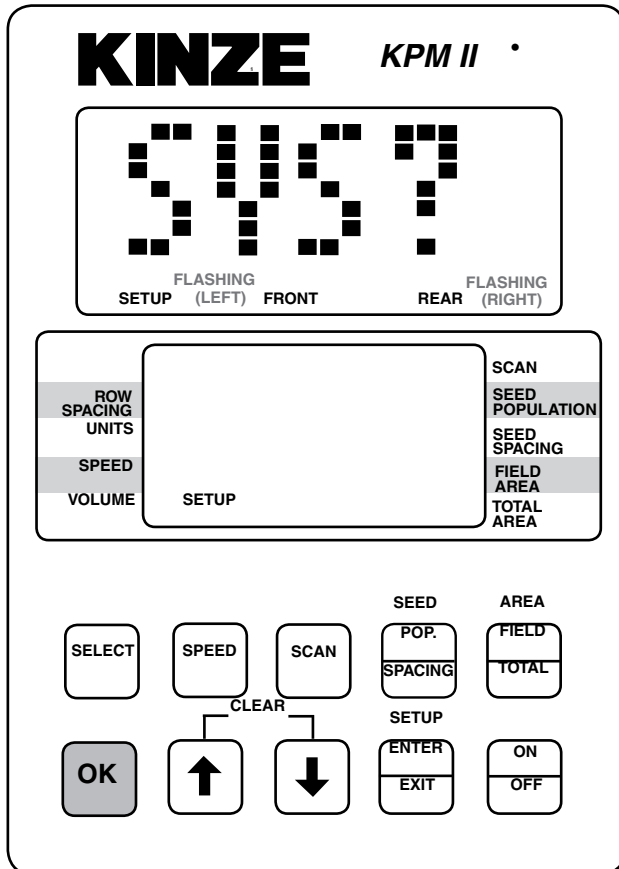 KINZE KPM II
SYS?
FLASHING FLASHING
SETUP (LEFT) FRONT REAR (RIGHT)
SCAN
ROW SPACING
SEED POPULATION
UNITS
SEED SPACING
SPEED
FIELD AREA
VOLUME SETUP
TOTAL AREA
SEED AREA
SELECT SPEED SCAN POP. FIELD
SPACING TOTAL
CLEAR
SETUP
OK ENTER ON
EXIT OFF